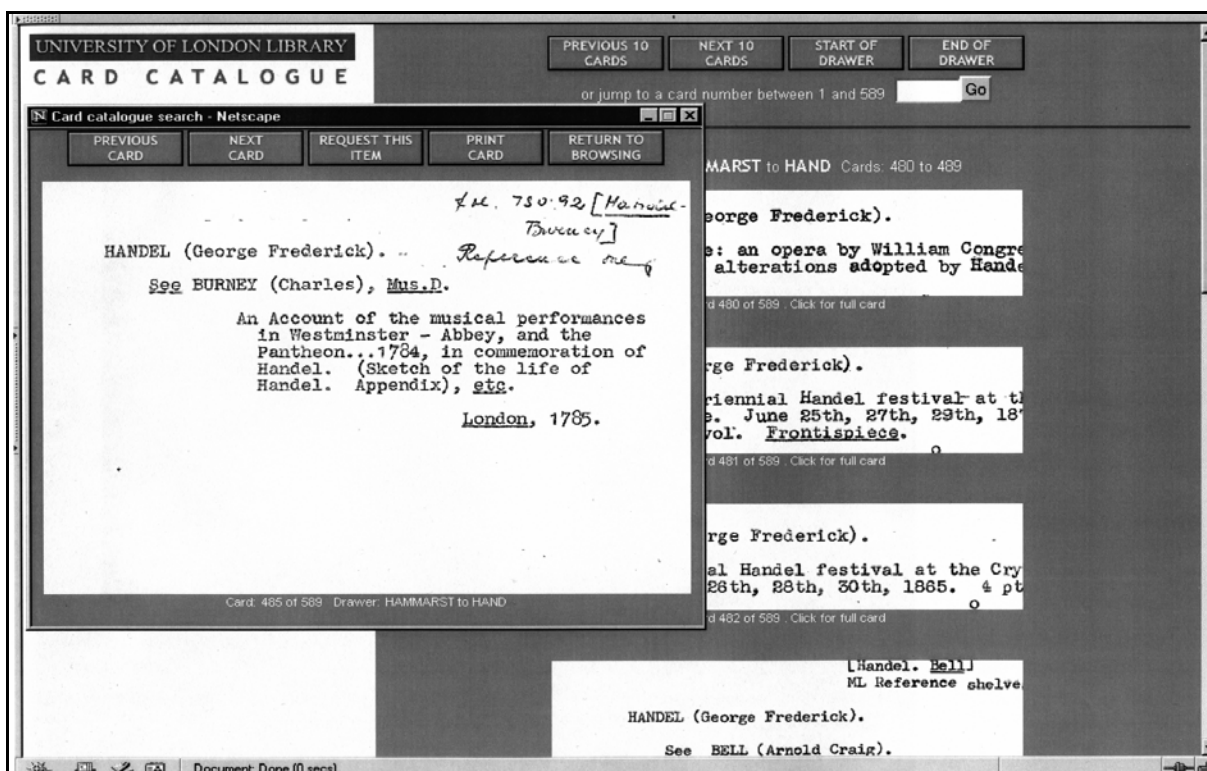 UNIVERSITY OF LONDON LIBRARY
CARD CATALOGUE
PREVIOUS 10 CARDS
NEXT 10 CARDS
START OF DRAWER
END OF DRAWER
or jump to a card number between 1 and 589
Go
MARST to HAND Cards: 480 to 489
Card catalogue search - Netscape
PREVIOUS CARD
NEXT CARD
REQUEST THIS ITEM
PRINT CARD
RETURN TO BROWSING
780.92 [Handel-
Burney]
Reference only
HANDEL (George Frederick).
See BURNEY (Charles), Mus.D.
An Account of the musical performances
in Westminster - Abbey, and the
Pantheon...1784, in commemoration of
Handel. (Sketch of the life of
Handel. Appendix), etc.
London, 1785.
Card: 485 of 589 Drawer: HAMMARST to HAND
eorge Frederick).
e: an opera by William Congre
alterations adopted by Hande
d 480 of 589 . Click for full card
rge Frederick).
riennial Handel festival at th
e. June 25th, 27th, 29th, 18
vol. Frontispiece.
d 481 of 589 . Click for full card
rge Frederick).
al Handel festival at the Cry
26th, 28th, 30th, 1865. 4 pt
d 482 of 589 . Click for full card
[Handel. Bell]
ML Reference shelve
HANDEL (George Frederick).
See BELL (Arnold Craig).
Document: Done (0 secs)